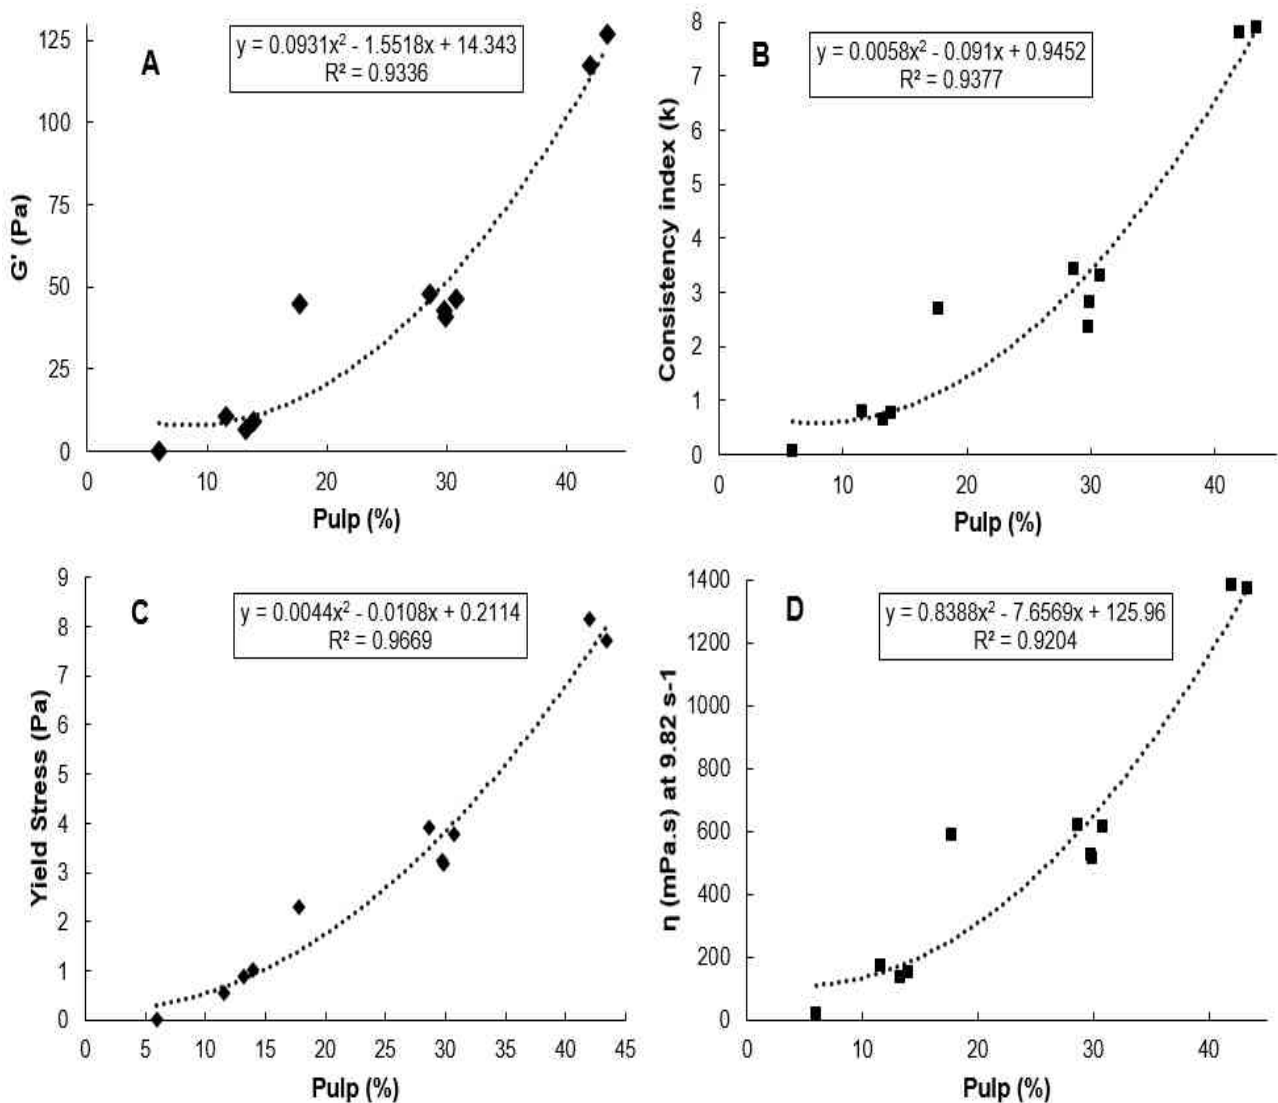 A
y = 0.0931x² - 1.5518x + 14.343
R² = 0.9336
125
100
75
50
25
0
G' (Pa)
0 10 20 30 40
Pulp (%)
B
y = 0.0058x² - 0.091x + 0.9452
R² = 0.9377
8
7
6
5
4
3
2
1
0
Consistency index (k)
0 10 20 30 40
Pulp (%)
C
y = 0.0044x² - 0.0108x + 0.2114
R² = 0.9669
9
8
7
6
5
4
3
2
1
0
Yield Stress (Pa)
0 5 10 15 20 25 30 35 40 45
Pulp (%)
D
y = 0.8388x² - 7.6569x + 125.96
R² = 0.9204
1400
1200
1000
800
600
400
200
0
η (mPa.s) at 9.82 s-1
0 10 20 30 40
Pulp (%)